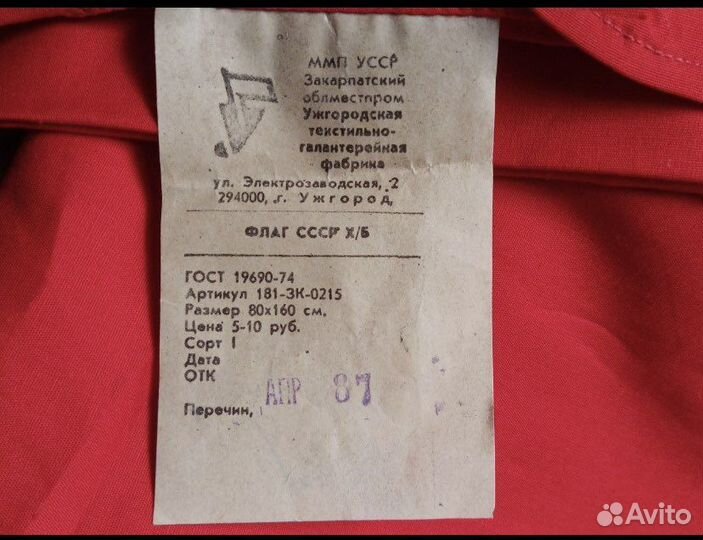 ММП УССР
Закарпатский
облместпром
Ужгородская
текстильно-
галантерейная
фабрика
ул. Электрозаводская, 2
294000, г. Ужгород,
ФЛАГ СССР Х/Б
ГОСТ 19690-74
Артикул 181-ЗК-0215
Размер 80х160 см.
Цена 5-10 руб.
Сорт I
Дата
ОТК
АПР 87
Перечин,
Avito